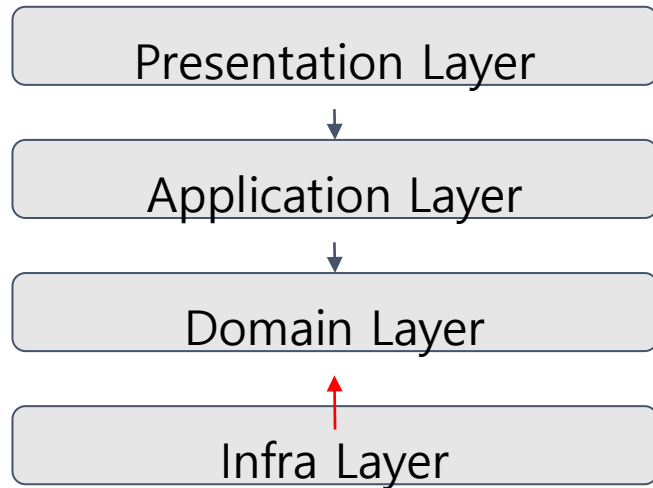 Presentation Layer
Application Layer
Domain Layer
Infra Layer